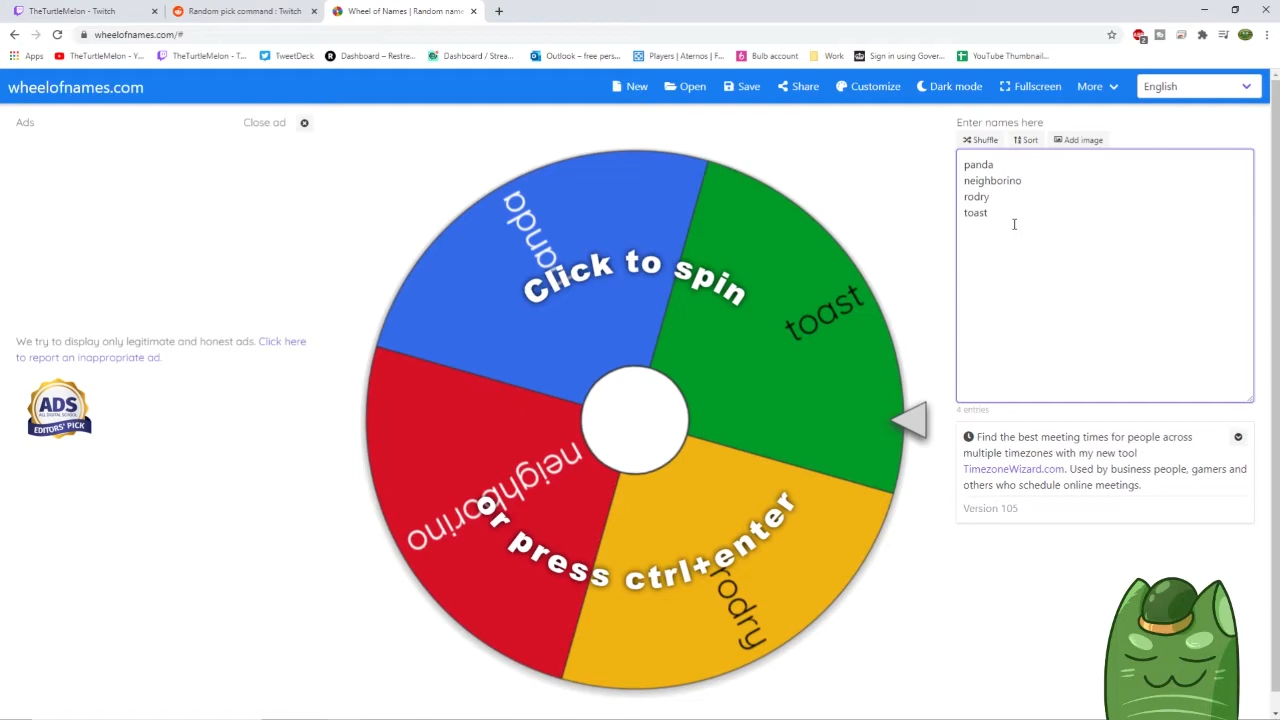 TheTurtleMelon - Twitch
Random pick command : Twitch
Wheel of Names | Random name
wheelofnames.com/#
Apps
TheTurtleMelon - Y...
TheTurtleMelon - T...
TweetDeck
Dashboard – Restre...
Dashboard / Strea...
Outlook – free pers...
Players | Aternos | F...
Bulb account
Work
Sign in using Gover...
YouTube Thumbnail...
wheelofnames.com
New
Open
Save
Share
Customize
Dark mode
Fullscreen
More
English
Ads
Close ad
We try to display only legitimate and honest ads. Click here
to report an inappropriate ad.
ADS
ALL DIGITAL SCHOOL
EDITORS' PICK
panda
toast
neighborino
rodry
Click to spin
or press ctrl+enter
Enter names here
Shuffle
Sort
Add image
panda
neighborino
rodry
toast
4 entries
Find the best meeting times for people across
multiple timezones with my new tool
TimezoneWizard.com. Used by business people, gamers and
others who schedule online meetings.
Version 105